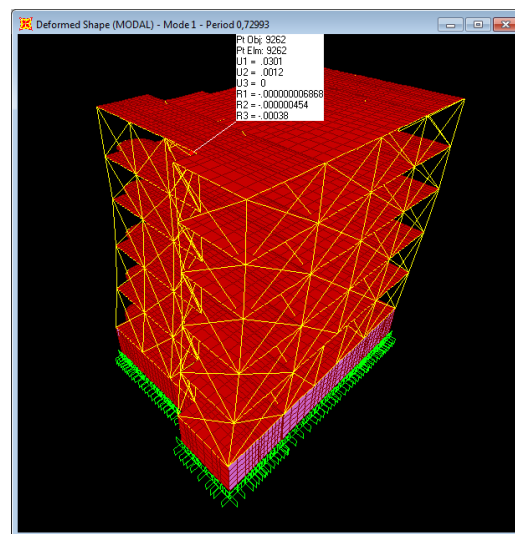 Deformed Shape (MODAL) - Mode 1 - Period 0,72993
Pt Obj: 9262
Pt Elm: 9262
U1 = .0301
U2 = .0012
U3 = 0
R1 = -.000000006868
R2 = -.000000454
R3 = -.00038